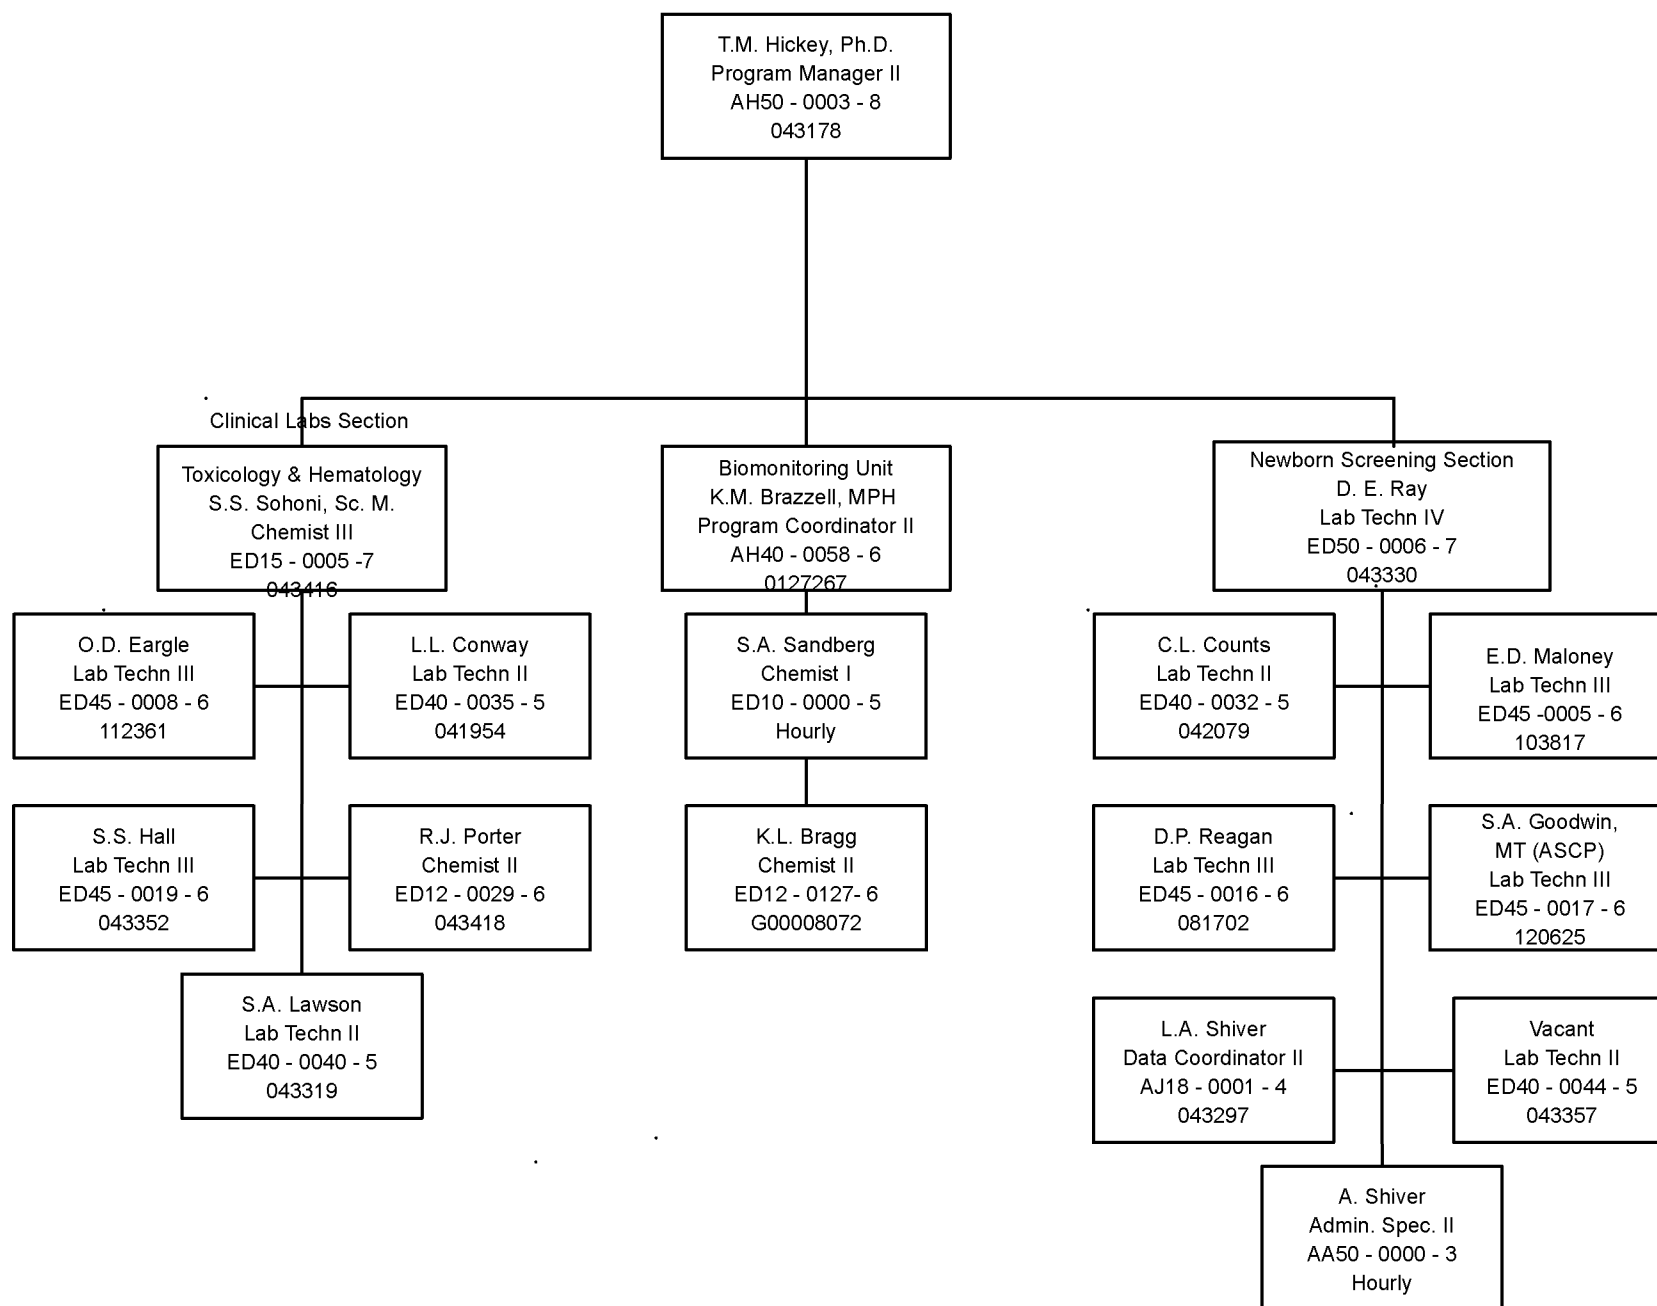 T.M. Hickey, Ph.D.
Program Manager II
AH50 - 0003 - 8
043178
Clinical Labs Section
Toxicology & Hematology
S.S. Sohoni, Sc. M.
Chemist III
ED15 - 0005 -7
043416
Biomonitoring Unit
K.M. Brazzell, MPH
Program Coordinator II
AH40 - 0058 - 6
0127267
Newborn Screening Section
D. E. Ray
Lab Techn IV
ED50 - 0006 - 7
043330
O.D. Eargle
Lab Techn III
ED45 - 0008 - 6
112361
L.L. Conway
Lab Techn II
ED40 - 0035 - 5
041954
S.A. Sandberg
Chemist I
ED10 - 0000 - 5
Hourly
C.L. Counts
Lab Techn II
ED40 - 0032 - 5
042079
E.D. Maloney
Lab Techn III
ED45 -0005 - 6
103817
S.S. Hall
Lab Techn III
ED45 - 0019 - 6
043352
R.J. Porter
Chemist II
ED12 - 0029 - 6
043418
K.L. Bragg
Chemist II
ED12 - 0127- 6
G00008072
D.P. Reagan
Lab Techn III
ED45 - 0016 - 6
081702
S.A. Goodwin,
MT (ASCP)
Lab Techn III
ED45 - 0017 - 6
120625
S.A. Lawson
Lab Techn II
ED40 - 0040 - 5
043319
L.A. Shiver
Data Coordinator II
AJ18 - 0001 - 4
043297
Vacant
Lab Techn II
ED40 - 0044 - 5
043357
A. Shiver
Admin. Spec. II
AA50 - 0000 - 3
Hourly